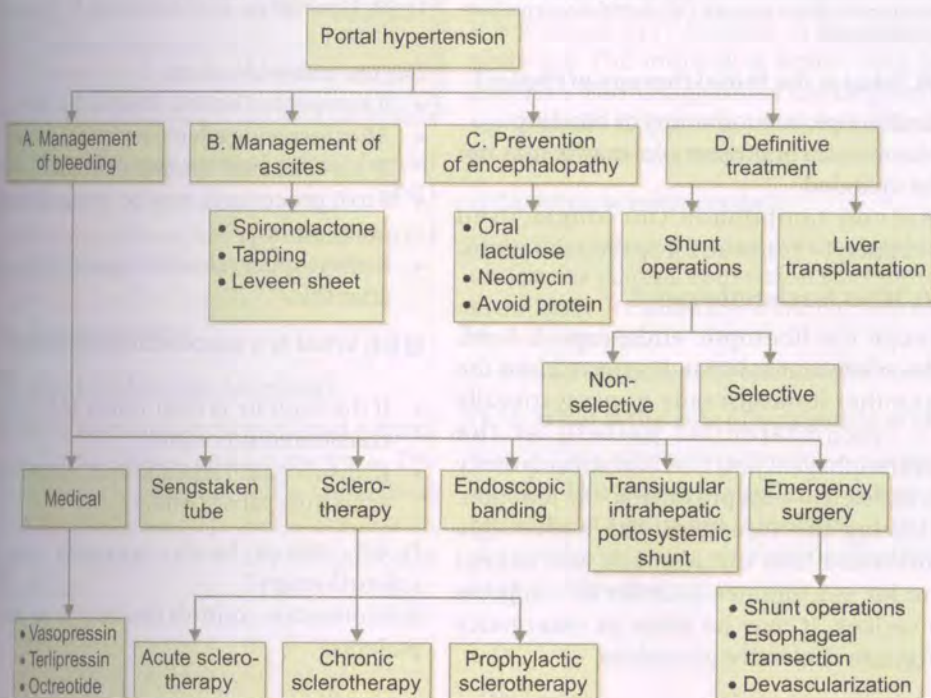 Portal hypertension
A. Management
of bleeding
B. Management of
ascites
C. Prevention
of encephalopathy
D. Definitive
treatment
• Spironolactone
• Tapping
• Leveen sheet
• Oral
lactulose
• Neomycin
• Avoid protein
Shunt
operations
Liver
transplantation
Non-
selective
Selective
Medical
Sengstaken
tube
Sclero-
therapy
Endoscopic
banding
Transjugular
intrahepatic
portosystemic
shunt
Emergency
surgery
• Vasopressin
• Terlipressin
• Octreotide
Acute sclero-
therapy
Chronic
sclerotherapy
Prophylactic
sclerotherapy
• Shunt operations
• Esophageal
transection
• Devascularization